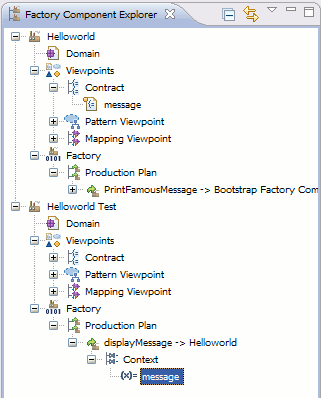 Factory Component Explorer
Helloworld
Domain
Viewpoints
Contract
message
Pattern Viewpoint
Mapping Viewpoint
Factory
Production Plan
PrintFamousMessage -> Bootstrap Factory Com
Helloworld Test
Domain
Viewpoints
Contract
Pattern Viewpoint
Mapping Viewpoint
Factory
Production Plan
displayMessage -> Helloworld
Context
(x)= message